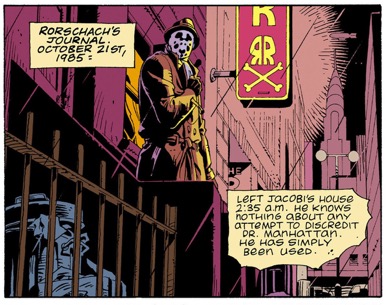 RORSCHACH'S
JOURNAL.
OCTOBER 21ST,
1985:
R
RR
LEFT JACOBI'S HOUSE
2:35 A.M. HE KNOWS
NOTHING ABOUT ANY
ATTEMPT TO DISCREDIT
DR. MANHATTAN.
HE HAS SIMPLY
BEEN USED.